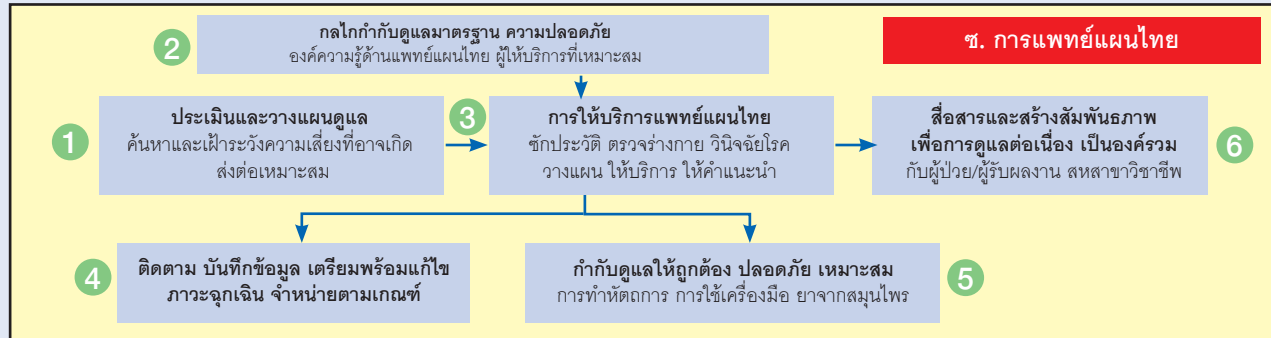 ซ. การแพทย์แผนไทย
2
กลไกกำกับดูแลมาตรฐาน ความปลอดภัย
องค์ความรู้ด้านแพทย์แผนไทย ผู้ให้บริการที่เหมาะสม
1
ประเมินและวางแผนดูแล
ค้นหาและเฝ้าระวังความเสี่ยงที่อาจเกิด
ส่งต่อเหมาะสม
3
การให้บริการแพทย์แผนไทย
ซักประวัติ ตรวจร่างกาย วินิจฉัยโรค
วางแผน ให้บริการ ให้คำแนะนำ
สื่อสารและสร้างสัมพันธภาพ
เพื่อการดูแลต่อเนื่อง เป็นองค์รวม
กับผู้ป่วย/ผู้รับผลงาน สหสาขาวิชาชีพ
6
4
ติดตาม บันทึกข้อมูล เตรียมพร้อมแก้ไข
ภาวะฉุกเฉิน จำหน่ายตามเกณฑ์
กำกับดูแลให้ถูกต้อง ปลอดภัย เหมาะสม
การทำหัตถการ การใช้เครื่องมือ ยาจากสมุนไพร
5